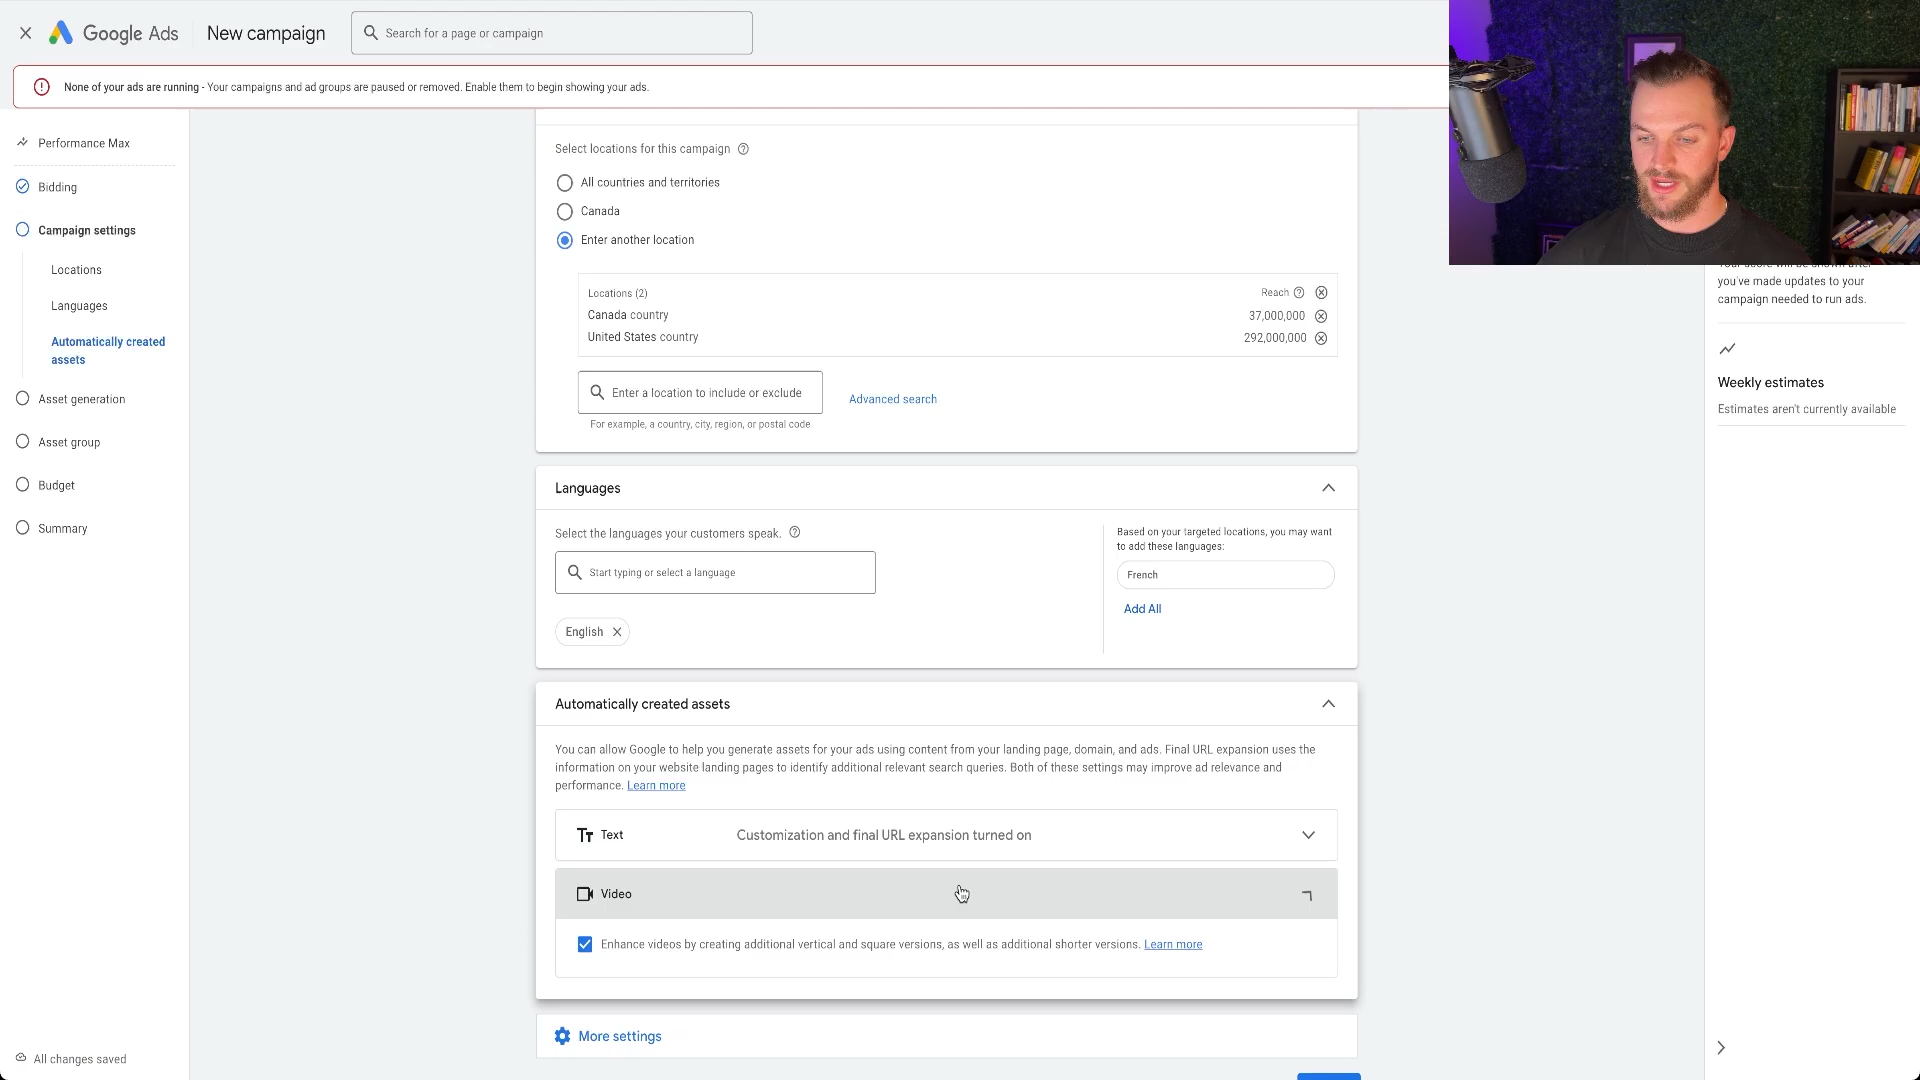 Google Ads
New campaign
Search for a page or campaign
None of your ads are running - Your campaigns and ad groups are paused or removed. Enable them to begin showing your ads.
Performance Max
Bidding
Campaign settings
Locations
Languages
Automatically created
assets
Asset generation
Asset group
Budget
Summary
All changes saved
Select locations for this campaign
All countries and territories
Canada
Enter another location
Locations (2)
Reach
Canada country
37,000,000
United States country
292,000,000
Enter a location to include or exclude
Advanced search
For example, a country, city, region, or postal code
Languages
Select the languages your customers speak.
Start typing or select a language
English
Based on your targeted locations, you may want
to add these languages:
French
Add All
Automatically created assets
You can allow Google to help you generate assets for your ads using content from your landing page, domain, and ads. Final URL expansion uses the
information on your website landing pages to identify additional relevant search queries. Both of these settings may improve ad relevance and
performance. Learn more
Tт Text
Customization and final URL expansion turned on
Video
Enhance videos by creating additional vertical and square versions, as well as additional shorter versions. Learn more
More settings
you've made updates to your
campaign needed to run ads.
Weekly estimates
Estimates aren't currently available